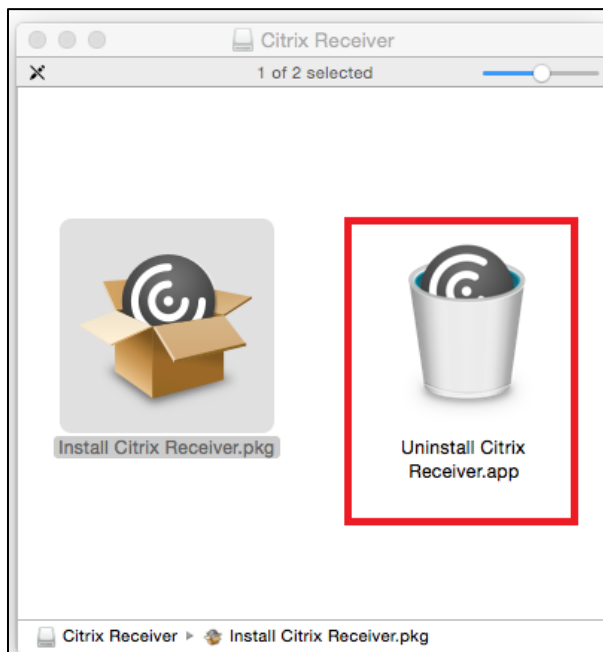 Citrix Receiver
1 of 2 selected
Install Citrix Receiver.pkg
Uninstall Citrix
Receiver.app
Citrix Receiver ▸ Install Citrix Receiver.pkg